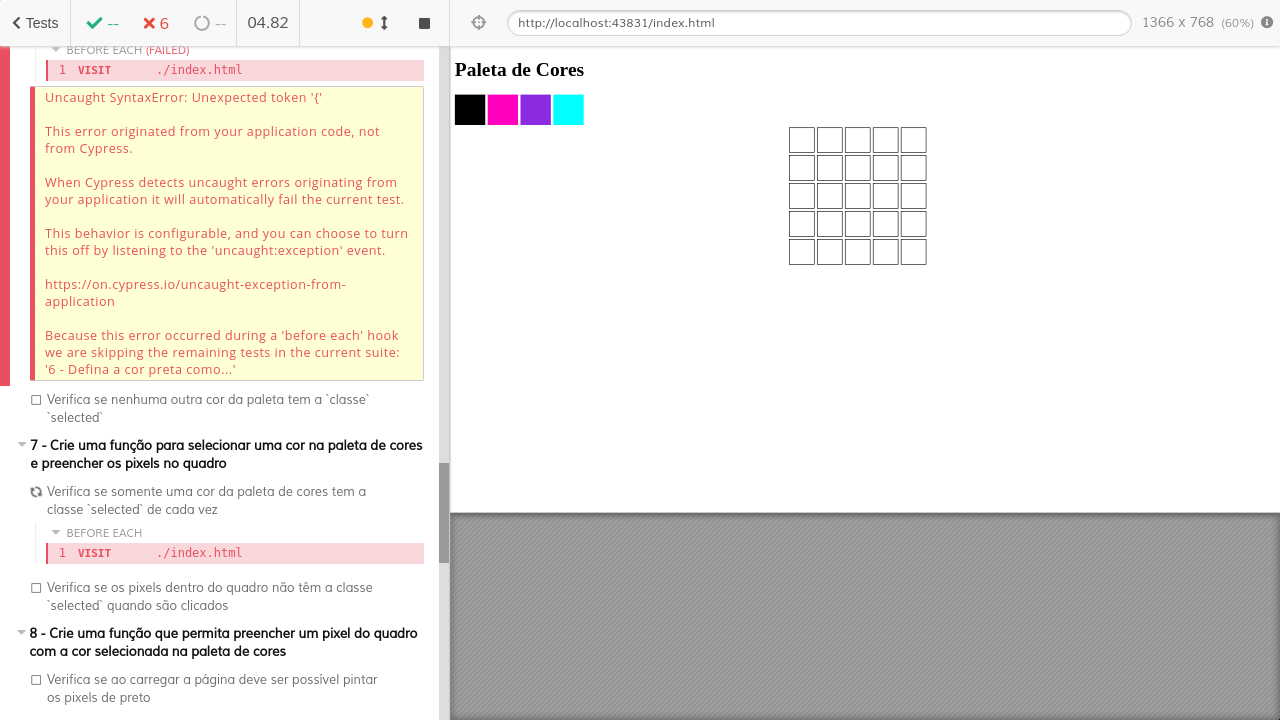 Tests
--
6
--
04.82
http://localhost:43831/index.html
1366 x 768 (60%)
BEFORE EACH (FAILED)
1 VISIT ./index.html
Uncaught SyntaxError: Unexpected token '{'
This error originated from your application code, not
from Cypress.
When Cypress detects uncaught errors originating from
your application it will automatically fail the current test.
This behavior is configurable, and you can choose to turn
this off by listening to the 'uncaught:exception' event.
https://on.cypress.io/uncaught-exception-from-
application
Because this error occurred during a 'before each' hook
we are skipping the remaining tests in the current suite:
'6 - Defina a cor preta como...'
Verifica se nenhuma outra cor da paleta tem a `classe`
`selected`
7 - Crie uma função para selecionar uma cor na paleta de cores
e preencher os pixels no quadro
Verifica se somente uma cor da paleta de cores tem a
classe `selected` de cada vez
BEFORE EACH
1 VISIT ./index.html
Verifica se os pixels dentro do quadro não têm a classe
`selected` quando são clicados
8 - Crie uma função que permita preencher um pixel do quadro
com a cor selecionada na paleta de cores
Verifica se ao carregar a página deve ser possível pintar
os pixels de preto
Paleta de Cores